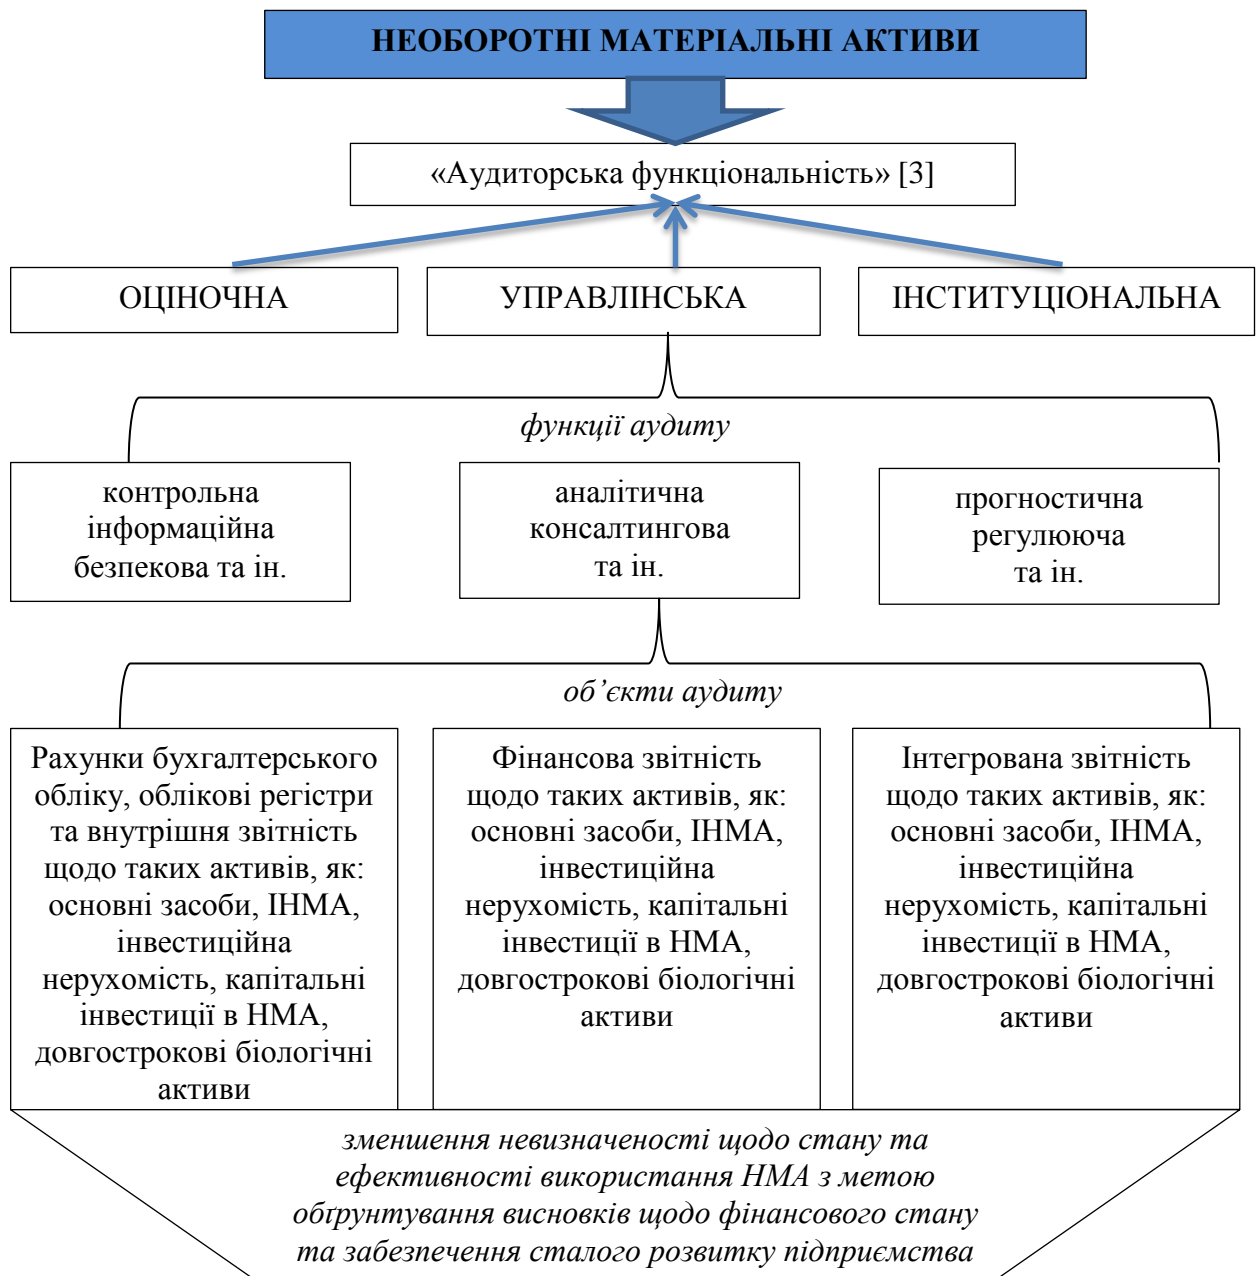 НЕОБОРОТНІ МАТЕРІАЛЬНІ АКТИВИ
«Аудиторська функціональність» [3]
ОЦІНОЧНА
УПРАВЛІНСЬКА
ІНСТИТУЦІОНАЛЬНА
функції аудиту
контрольна
інформаційна
безпекова та ін.
аналітична
консалтингова
та ін.
прогностична
регулююча
та ін.
об’єкти аудиту
Рахунки бухгалтерського
обліку, облікові регістри
та внутрішня звітність
щодо таких активів, як:
основні засоби, ІНМА,
інвестиційна
нерухомість, капітальні
інвестиції в НМА,
довгострокові біологічні
активи
Фінансова звітність
щодо таких активів, як:
основні засоби, ІНМА,
інвестиційна
нерухомість, капітальні
інвестиції в НМА,
довгострокові біологічні
активи
Інтегрована звітність
щодо таких активів, як:
основні засоби, ІНМА,
інвестиційна
нерухомість, капітальні
інвестиції в НМА,
довгострокові біологічні
активи
зменшення невизначеності щодо стану та
ефективності використання НМА з метою
обґрунтування висновків щодо фінансового стану
та забезпечення сталого розвитку підприємства